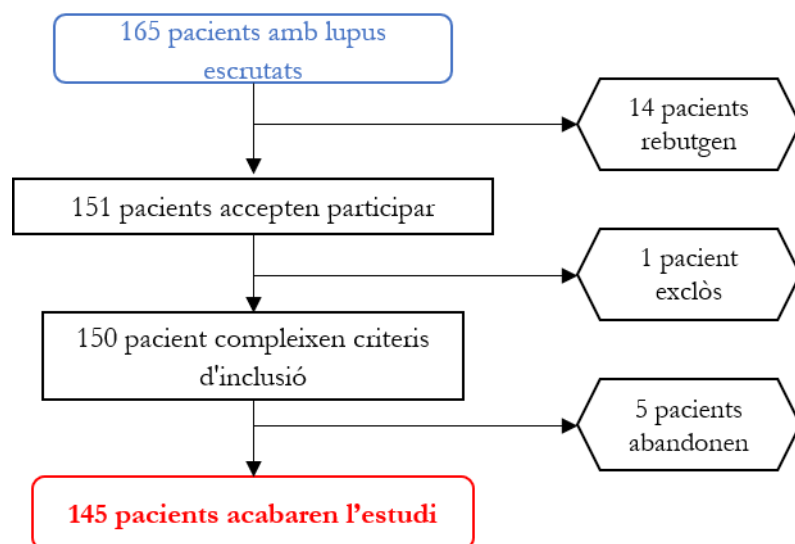 165 pacients amb lupus
escrutats
14 pacients
rebutgen
151 pacients accepten participar
1 pacient
exclòs
150 pacient compleixen criteris
d'inclusió
5 pacients
abandonen
145 pacients acabaren l’estudi